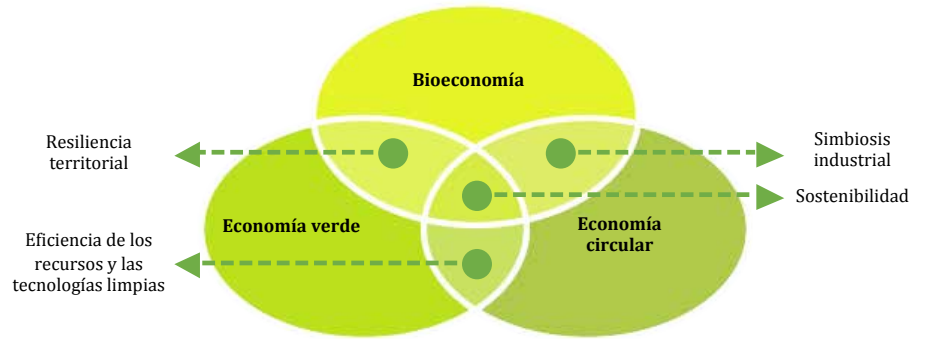 Bioeconomía
Resiliencia
territorial
Simbiosis
industrial
Sostenibilidad
Economía verde
Economía
circular
Eficiencia de los
recursos y las
tecnologías limpias